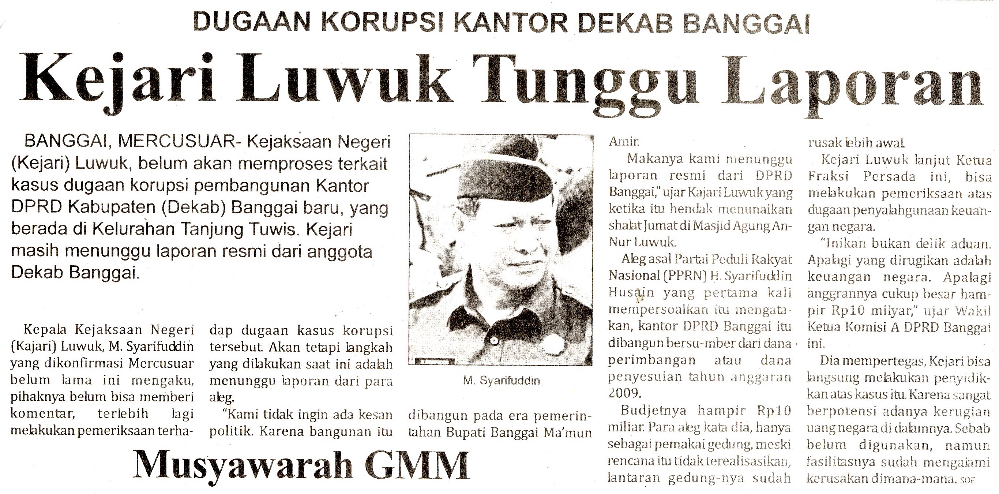 DUGAAN KORUPSI KANTOR DEKAB BANGGAI
Kejari Luwuk Tunggu Laporan
BANGGAI, MERCUSUAR- Kejaksaan Negeri
(Kejari) Luwuk, belum akan memproses terkait
kasus dugaan korupsi pembangunan Kantor
DPRD Kabupaten (Dekab) Banggai baru, yang
berada di Kelurahan Tanjung Tuwis. Kejari
masih menunggu laporan resmi dari anggota
Dekab Banggai.
Kepala Kejaksaan Negeri
(Kajari) Luwuk, M. Syarifuddin
yang dikonfirmasi Mercusuar
belum lama ini mengaku,
pihaknya belum bisa memberi
komentar, terlebih lagi
melakukan pemeriksaan terha-
dap dugaan kasus korupsi
tersebut. Akan tetapi langkah
yang dilakukan saat ini adalah
menunggu laporan dari para
aleg.
“Kami tidak ingin ada kesan
politik. Karena bangunan itu
M. Syarifuddin
dibangun pada era pemerin-
tahan Bupati Banggai Ma'mun
Amir.
Makanya kami menunggu
laporan resmi dari DPRD
Banggai,” ujar Kajari Luwuk yang
ketika itu hendak menunaikan
shalat Jumat di Masjid Agung An-
Nur Luwuk.
Aleg asal Partai Peduli Rakyat
Nasional (PPRN) H. Syarifuddin
Husain yang pertama kali
mempersoalkan itu mengata-
kan, kantor DPRD Banggai itu
dibangun bersu-mber dari dana
perimbangan atau dana
penyesuian tahun anggaran
2009.
Budjetnya hampir Rp10
miliar. Para aleg kata dia, hanya
sebagai pemakai gedung, meski
rencana itu tidak terealisasikan,
lantaran gedung-nya sudah
rusak lebih awal.
Kejari Luwuk lanjut Ketua
Fraksi Persada ini, bisa
melakukan pemeriksaan atas
dugaan penyalahgunaan keuan-
gan negara.
“Inikan bukan delik aduan.
Apalagi yang dirugikan adalah
keuangan negara. Apalagi
anggrannya cukup besar ham-
pir Rp10 milyar,” ujar Wakil
Ketua Komisi A DPRD Banggai
ini.
Dia mempertegas, Kejari bisa
langsung melakukan penyidik-
kan atas kasus itu. Karena sangat
berpotensi adanya kerugian
uang negara di dalamnya. Sebab
belum digunakan, namun
fasilitasnya sudah mengalami
kerusakan dimana-mana. SOF
Musyawarah GMM